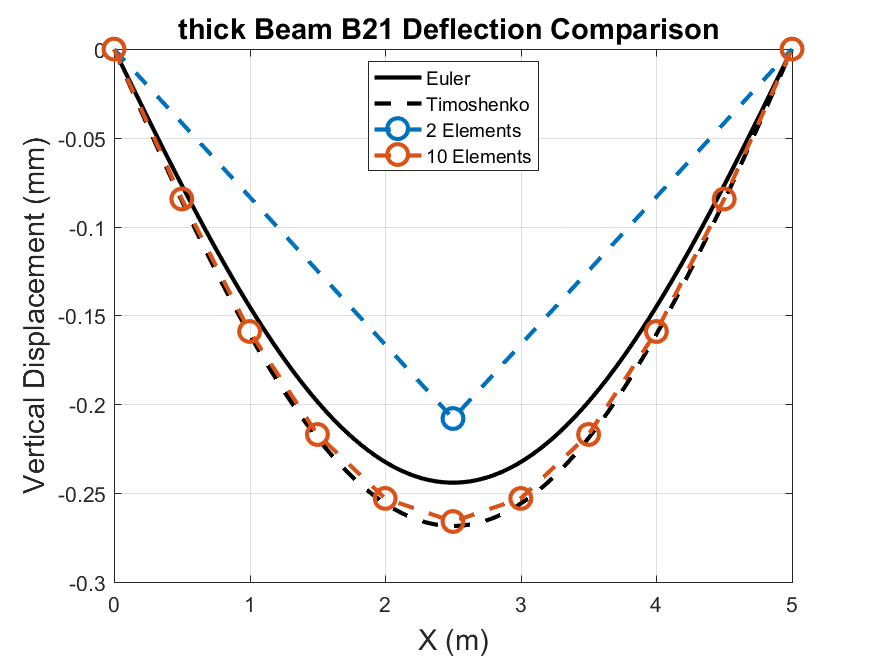 thick Beam B21 Deflection Comparison
Euler
Timoshenko
2 Elements
10 Elements
0
-0.05
-0.1
-0.15
-0.2
-0.25
-0.3
Vertical Displacement (mm)
0 1 2 3 4 5
X (m)